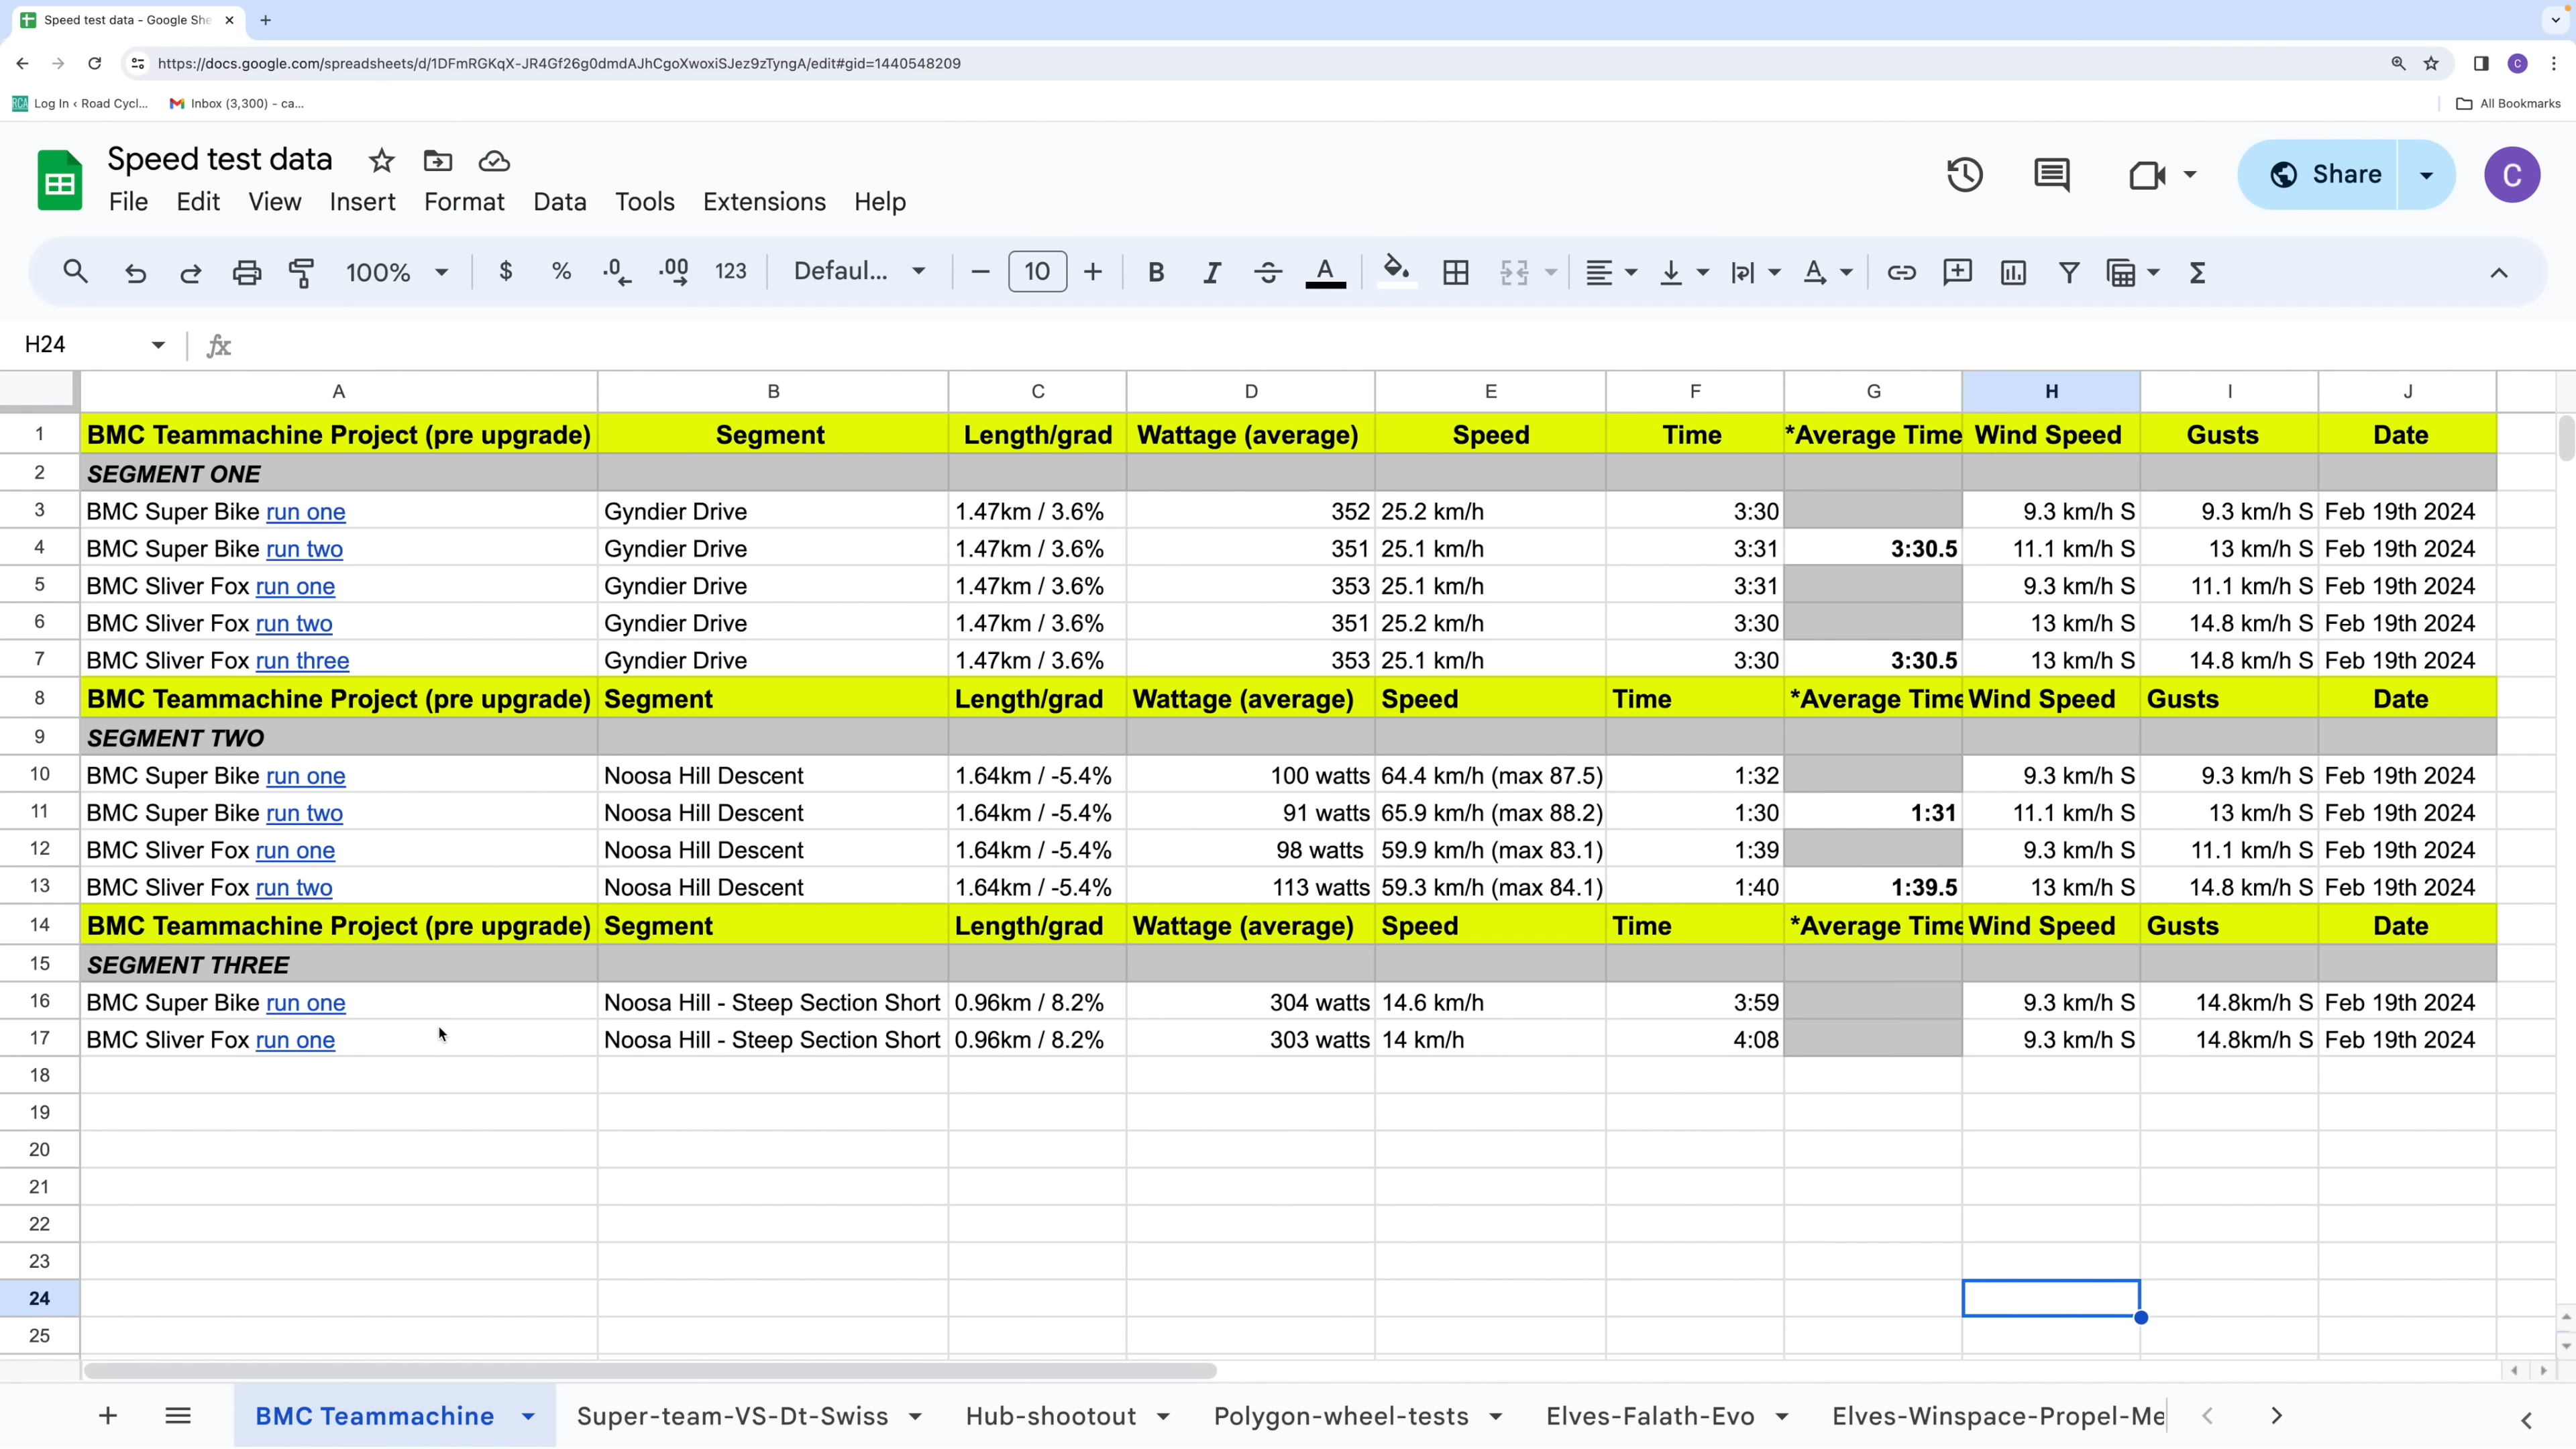 Speed test data - Google She
https://docs.google.com/spreadsheets/d/1DFmRGKqX-JR4Gf26g0dmdAJhCgoXwoxiSJez9zTyngA/edit#gid=1440548209
C
RCA Log In ‹ Road Cycl... Inbox (3,300) - ca... All Bookmarks
Speed test data
File Edit View Insert Format Data Tools Extensions Help
Share C
100% $ % .0 .00 123 Defaul... 10 B I S A A Σ
H24 fx
A B C D E F G H I J
1 BMC Teammachine Project (pre upgrade) Segment Length/grad Wattage (average) Speed Time *Average Time Wind Speed Gusts Date
2 SEGMENT ONE
3 BMC Super Bike run one Gyndier Drive 1.47km / 3.6% 352 25.2 km/h 3:30 9.3 km/h S 9.3 km/h S Feb 19th 2024
4 BMC Super Bike run two Gyndier Drive 1.47km / 3.6% 351 25.1 km/h 3:31 3:30.5 11.1 km/h S 13 km/h S Feb 19th 2024
5 BMC Sliver Fox run one Gyndier Drive 1.47km / 3.6% 353 25.1 km/h 3:31 9.3 km/h S 11.1 km/h S Feb 19th 2024
6 BMC Sliver Fox run two Gyndier Drive 1.47km / 3.6% 351 25.2 km/h 3:30 13 km/h S 14.8 km/h S Feb 19th 2024
7 BMC Sliver Fox run three Gyndier Drive 1.47km / 3.6% 353 25.1 km/h 3:30 3:30.5 13 km/h S 14.8 km/h S Feb 19th 2024
8 BMC Teammachine Project (pre upgrade) Segment Length/grad Wattage (average) Speed Time *Average Time Wind Speed Gusts Date
9 SEGMENT TWO
10 BMC Super Bike run one Noosa Hill Descent 1.64km / -5.4% 100 watts 64.4 km/h (max 87.5) 1:32 9.3 km/h S 9.3 km/h S Feb 19th 2024
11 BMC Super Bike run two Noosa Hill Descent 1.64km / -5.4% 91 watts 65.9 km/h (max 88.2) 1:30 1:31 11.1 km/h S 13 km/h S Feb 19th 2024
12 BMC Sliver Fox run one Noosa Hill Descent 1.64km / -5.4% 98 watts 59.9 km/h (max 83.1) 1:39 9.3 km/h S 11.1 km/h S Feb 19th 2024
13 BMC Sliver Fox run two Noosa Hill Descent 1.64km / -5.4% 113 watts 59.3 km/h (max 84.1) 1:40 1:39.5 13 km/h S 14.8 km/h S Feb 19th 2024
14 BMC Teammachine Project (pre upgrade) Segment Length/grad Wattage (average) Speed Time *Average Time Wind Speed Gusts Date
15 SEGMENT THREE
16 BMC Super Bike run one Noosa Hill - Steep Section Short 0.96km / 8.2% 304 watts 14.6 km/h 3:59 9.3 km/h S 14.8km/h S Feb 19th 2024
17 BMC Sliver Fox run one Noosa Hill - Steep Section Short 0.96km / 8.2% 303 watts 14 km/h 4:08 9.3 km/h S 14.8km/h S Feb 19th 2024
18
19
20
21
22
23
24
25
BMC Teammachine Super-team-VS-Dt-Swiss Hub-shootout Polygon-wheel-tests Elves-Falath-Evo Elves-Winspace-Propel-Me